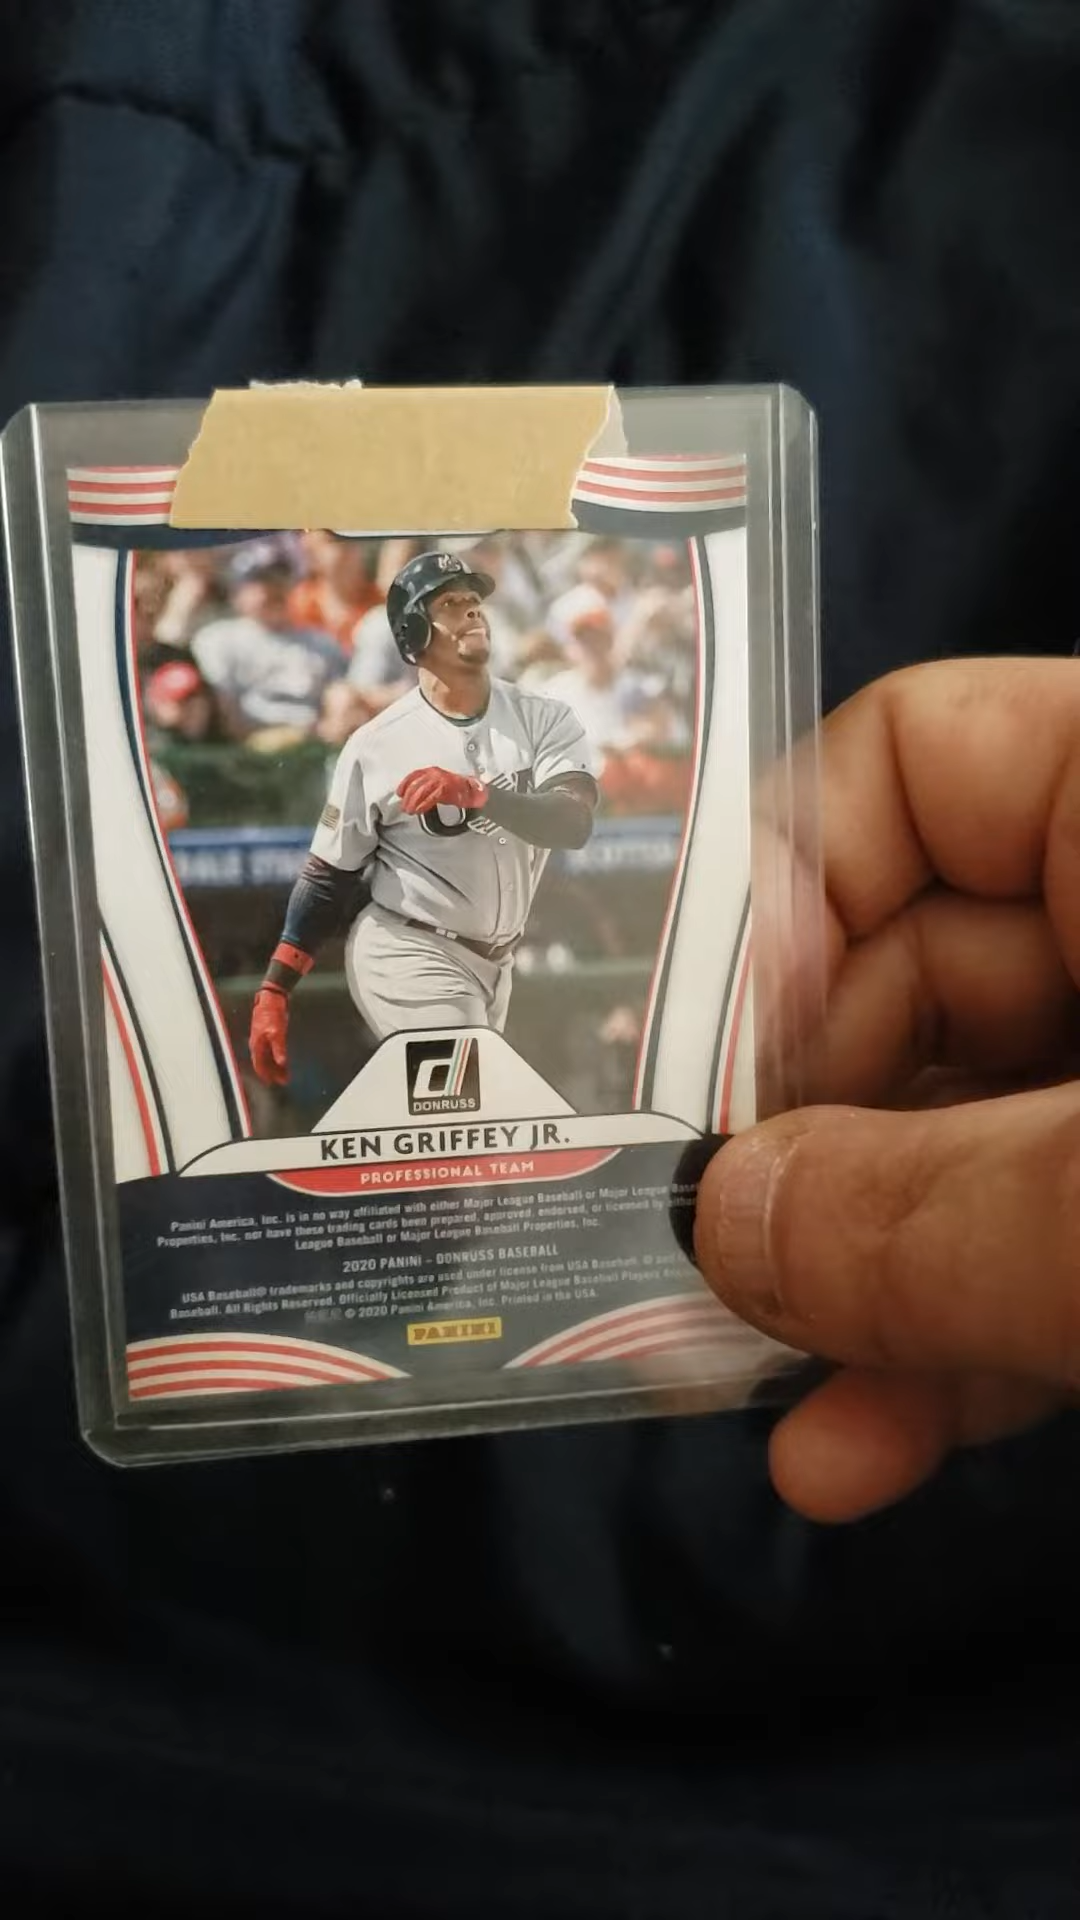 DONRUSS
KEN GRIFFEY JR.
PROFESSIONAL TEAM
Panini America, Inc. is in no way affiliated with either Major League Baseball or Major League
Properties, Inc. nor have these trading cards been prepared, approved, endorsed, or licensed by
League Baseball or Major League Baseball Properties, Inc.
2020 PANINI – DONRUSS BASEBALL
USA Baseball® trademarks and copyrights are used under license from USA Baseball.
Baseball. All Rights Reserved. Officially Licensed Product of Major League Baseball Players
© 2020 Panini America, Inc. Printed in the USA.
PANINI